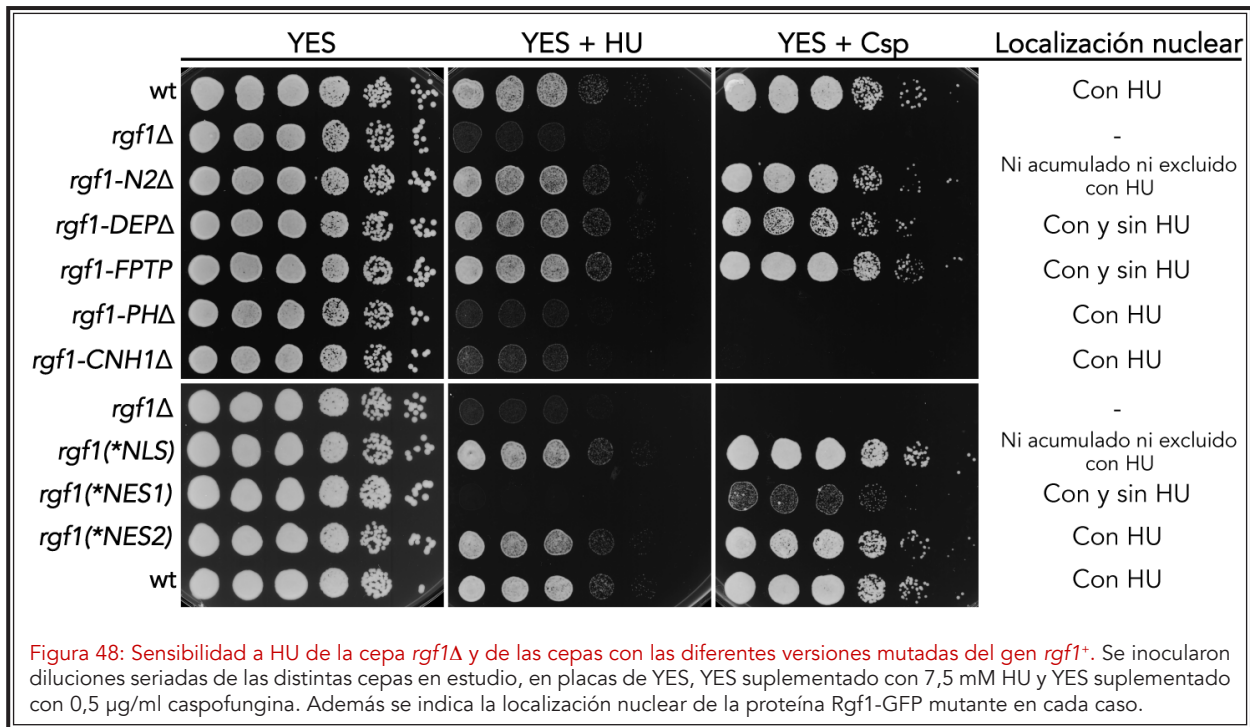 YES YES + HU YES + Csp Localización nuclear
wt Con HU
rgf1Δ -
rgf1-N2Δ Ni acumulado ni excluido
con HU
rgf1-DEPΔ Con y sin HU
rgf1-FPTP Con y sin HU
rgf1-PHΔ Con HU
rgf1-CNH1Δ Con HU
rgf1Δ -
rgf1(*NLS) Ni acumulado ni excluido
con HU
rgf1(*NES1) Con y sin HU
rgf1(*NES2) Con HU
wt Con HU
Figura 48: Sensibilidad a HU de la cepa rgf1Δ y de las cepas con las diferentes versiones mutadas del gen rgf1⁺. Se inocularon
diluciones seriadas de las distintas cepas en estudio, en placas de YES, YES suplementado con 7,5 mM HU y YES suplementado
con 0,5 µg/ml caspofungina. Además se indica la localización nuclear de la proteína Rgf1-GFP mutante en cada caso.